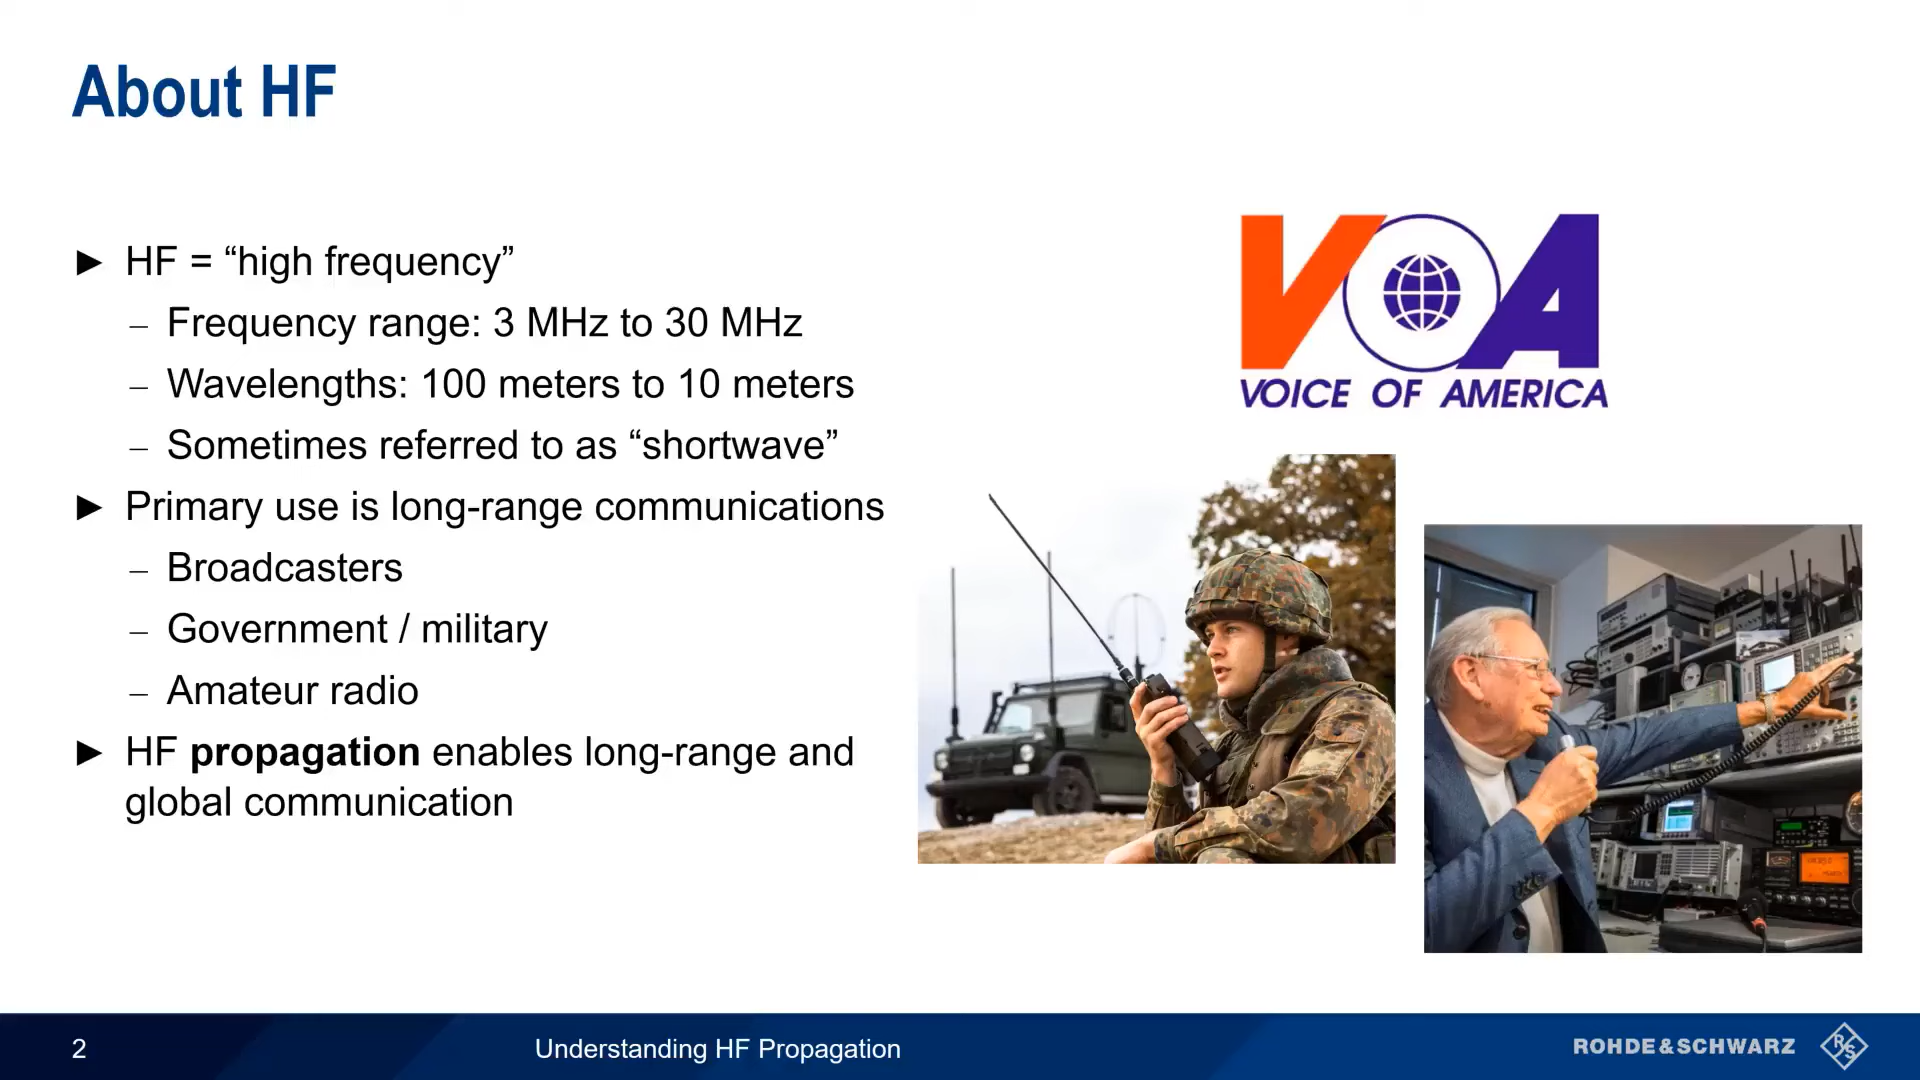 About HF
► HF = “high frequency”
– Frequency range: 3 MHz to 30 MHz
– Wavelengths: 100 meters to 10 meters
– Sometimes referred to as “shortwave”
► Primary use is long-range communications
– Broadcasters
– Government / military
– Amateur radio
► HF propagation enables long-range and
global communication
VOA
VOICE OF AMERICA
2
Understanding HF Propagation
ROHDE&SCHWARZ
R&S